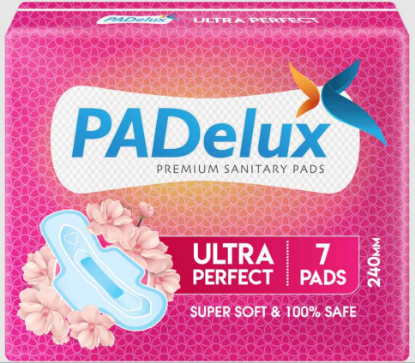 PADelux ULTRA PERFECT
PADelux
PREMIUM SANITARY PADS
ULTRA PERFECT
7 PADS
240MM
SUPER SOFT & 100% SAFE